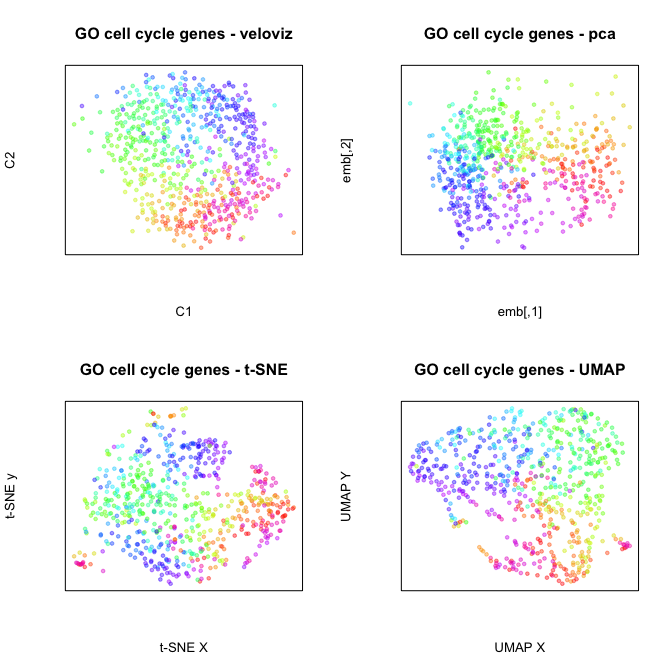 GO cell cycle genes - veloviz
C2
C1
GO cell cycle genes - pca
emb[,2]
emb[,1]
GO cell cycle genes - t-SNE
t-SNE y
t-SNE X
GO cell cycle genes - UMAP
UMAP Y
UMAP X